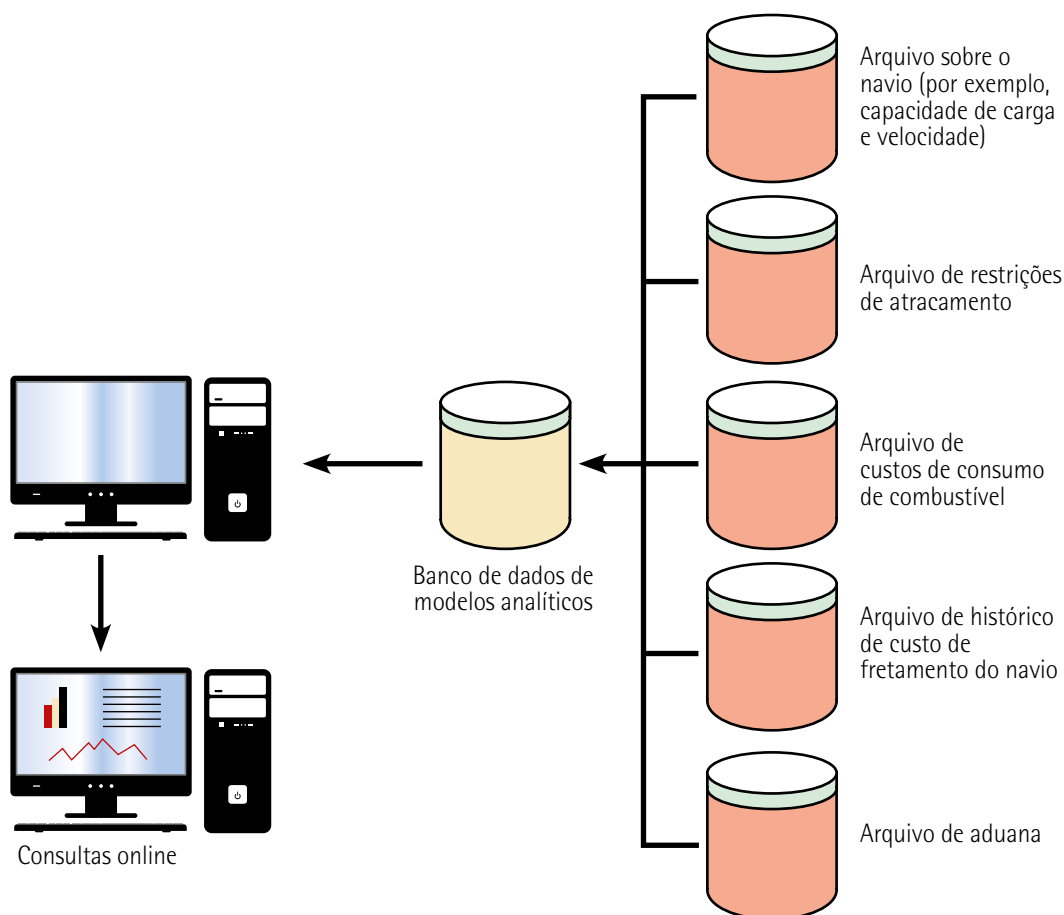 Arquivo sobre o
navio (por exemplo,
capacidade de carga
e velocidade)
Arquivo de restrições
de atracamento
Arquivo de
custos de consumo
de combustível
Banco de dados de
modelos analíticos
Arquivo de histórico
de custo de
fretamento do navio
Arquivo de aduana
Consultas online